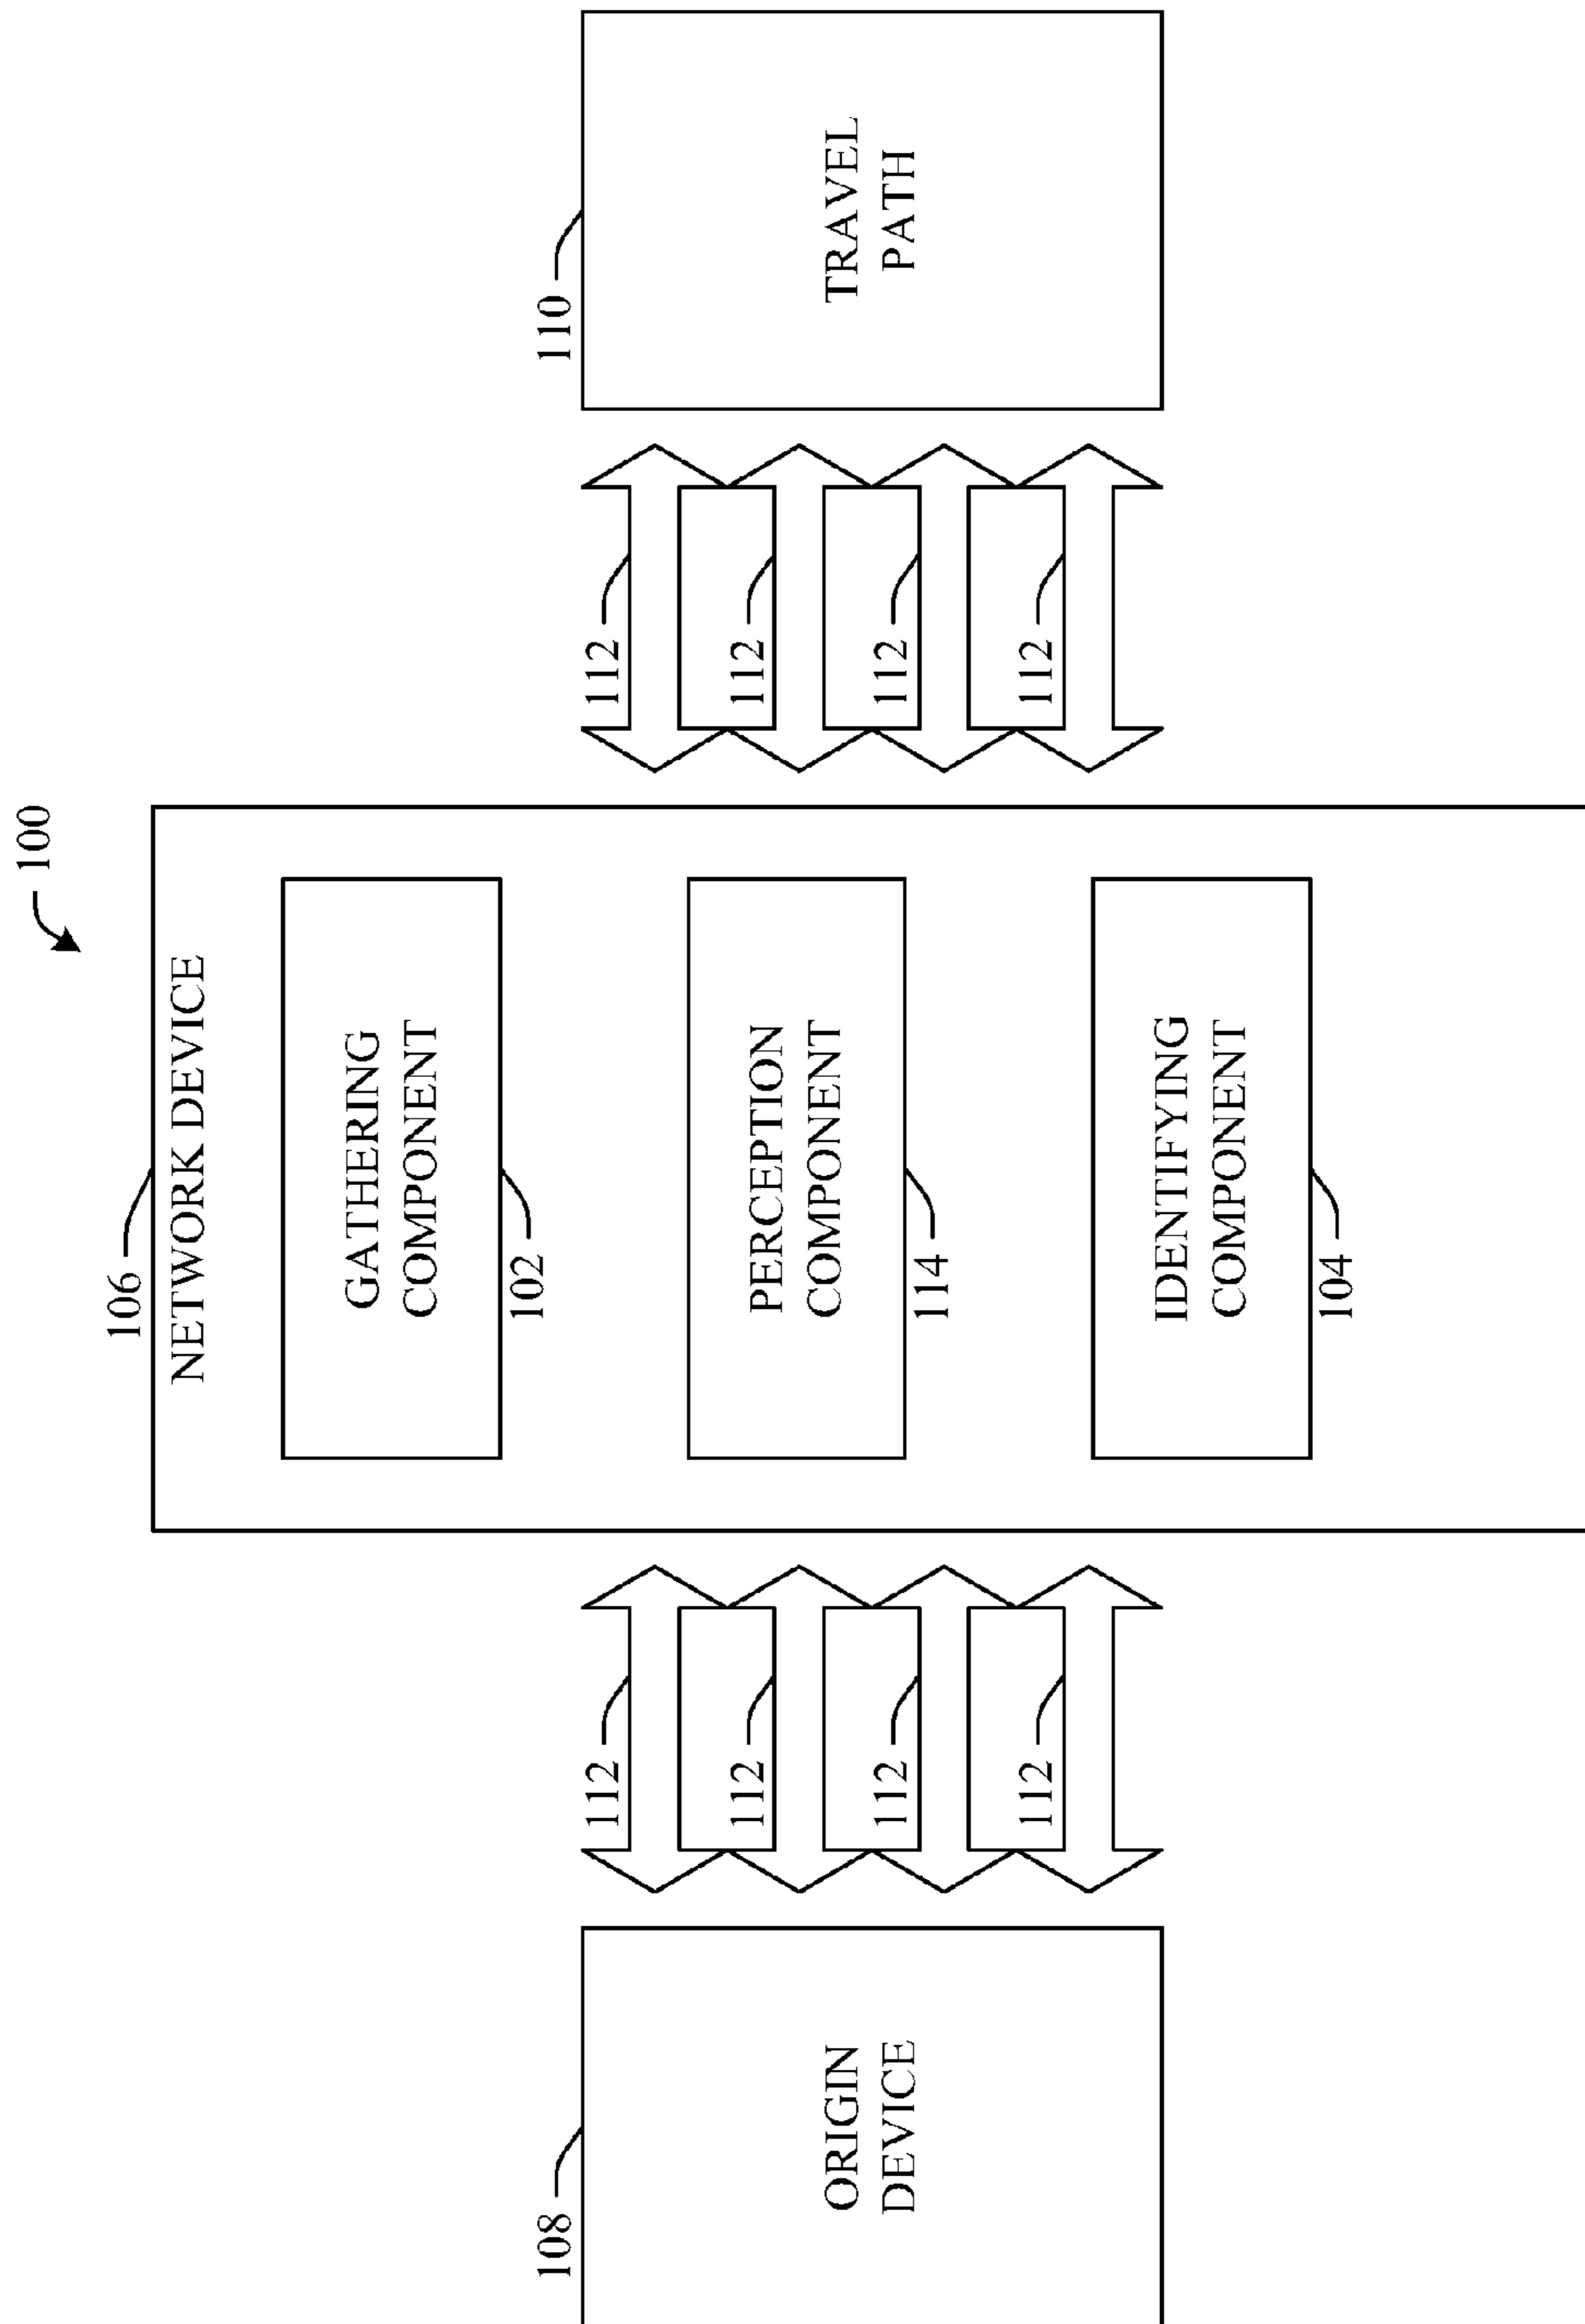 100
106
NETWORK DEVICE
108
ORIGIN
DEVICE
112
112
112
112
GATHERING
COMPONENT
102
PERCEPTION
COMPONENT
114
IDENTIFYING
COMPONENT
104
112
112
112
112
110
TRAVEL
PATH